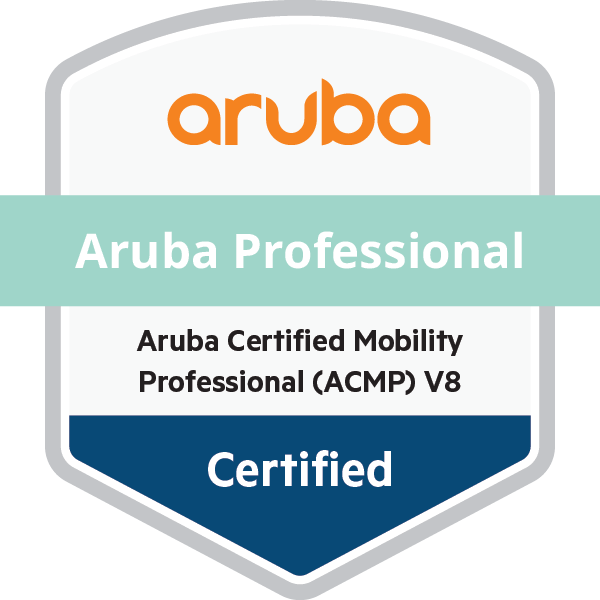 aruba
Aruba Professional
Aruba Certified Mobility
Professional (ACMP) V8
Certified